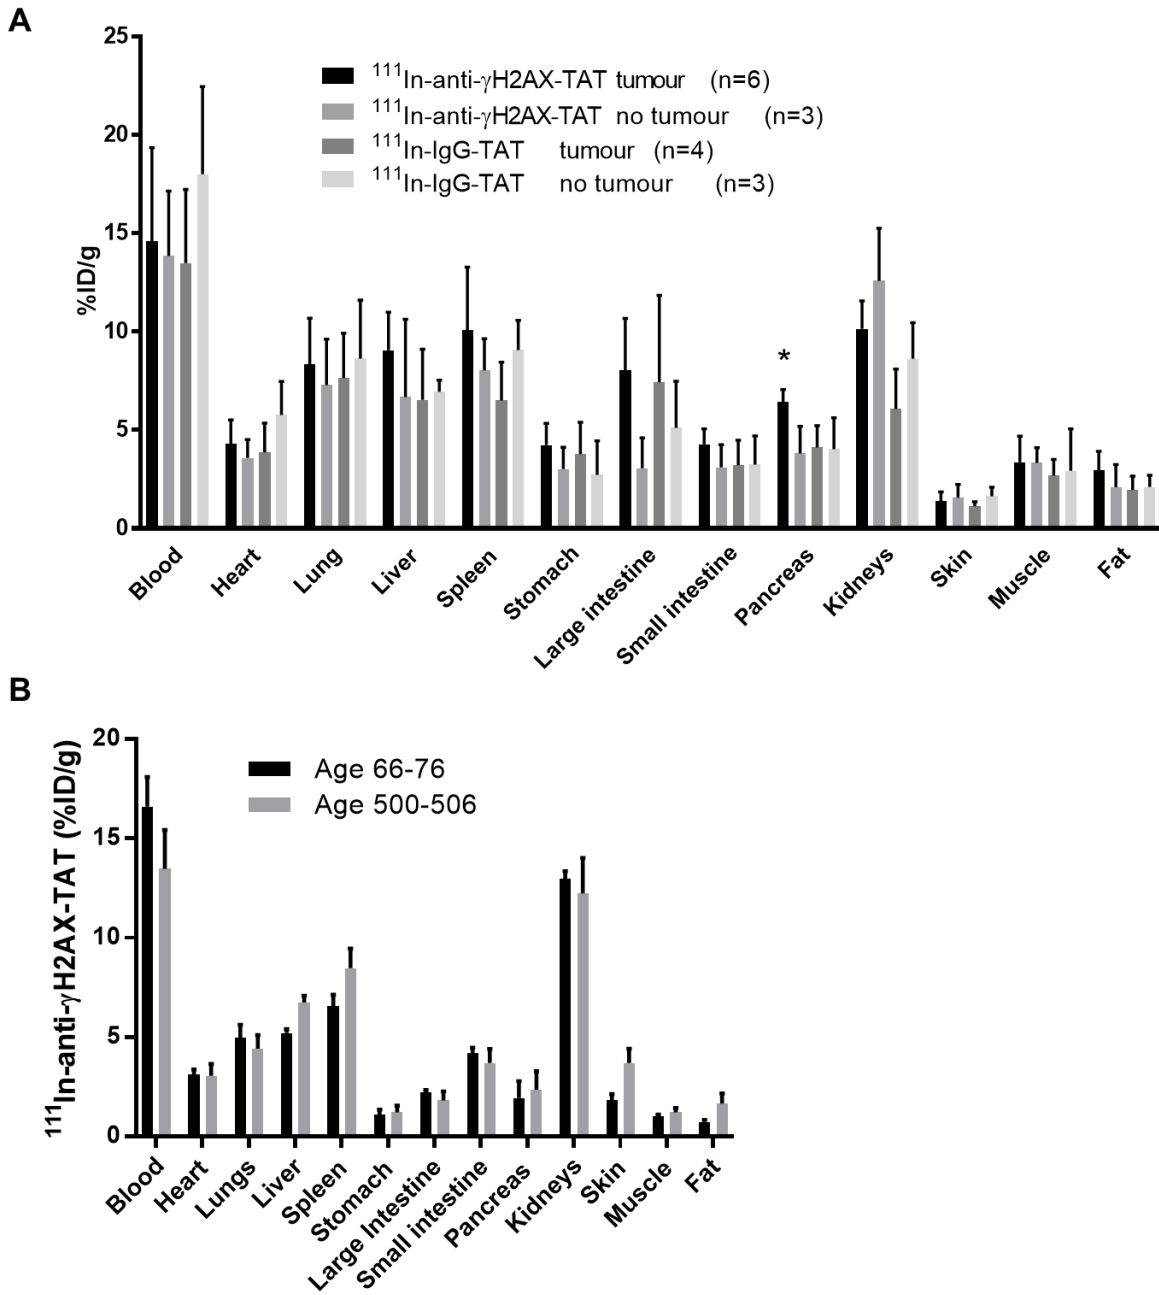 A
25
20
15
10
5
0
%ID/g
111In-anti-γH2AX-TAT tumour (n=6)
111In-anti-γH2AX-TAT no tumour (n=3)
111In-IgG-TAT tumour (n=4)
111In-IgG-TAT no tumour (n=3)
*
Blood
Heart
Lung
Liver
Spleen
Stomach
Large intestine
Small intestine
Pancreas
Kidneys
Skin
Muscle
Fat
B
20
15
10
5
0
111In-anti-γH2AX-TAT (%ID/g)
Age 66-76
Age 500-506
Blood
Heart
Lungs
Liver
Spleen
Stomach
Large Intestine
Small intestine
Pancreas
Kidneys
Skin
Muscle
Fat